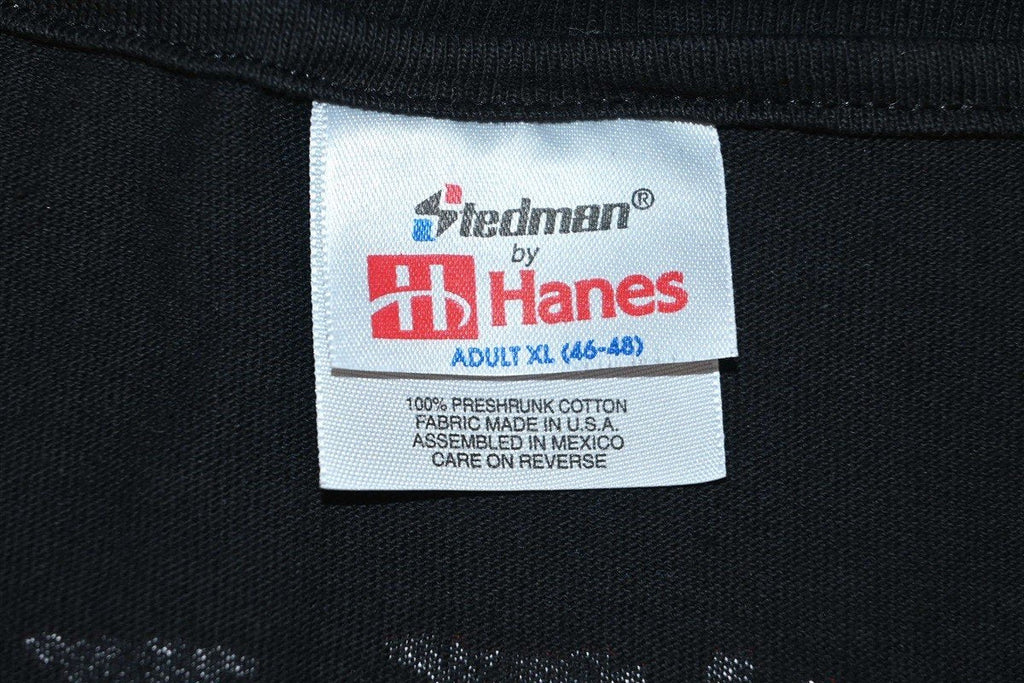 Stedman®
by
H Hanes
ADULT XL (46-48)
100% PRESHRUNK COTTON
FABRIC MADE IN U.S.A.
ASSEMBLED IN MEXICO
CARE ON REVERSE